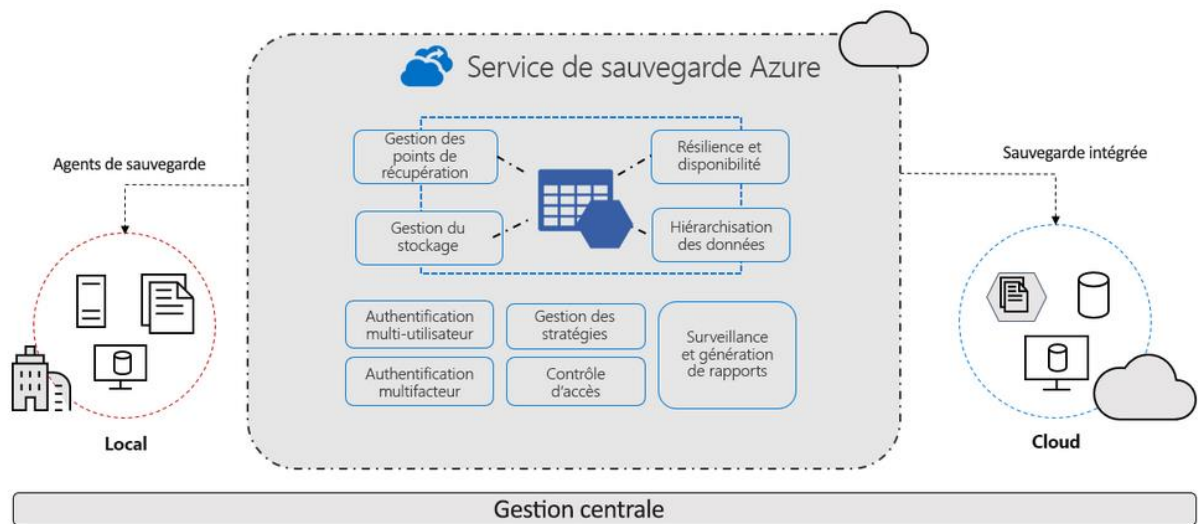 Service de sauvegarde Azure
Agents de sauvegarde
Sauvegarde intégrée
Gestion des
points de
récupération
Résilience et
disponibilité
Gestion du
stockage
Hiérarchisation
des données
Authentification
multi-utilisateur
Gestion des
stratégies
Surveillance
et génération
de rapports
Authentification
multifacteur
Contrôle
d'accès
Local
Cloud
Gestion centrale